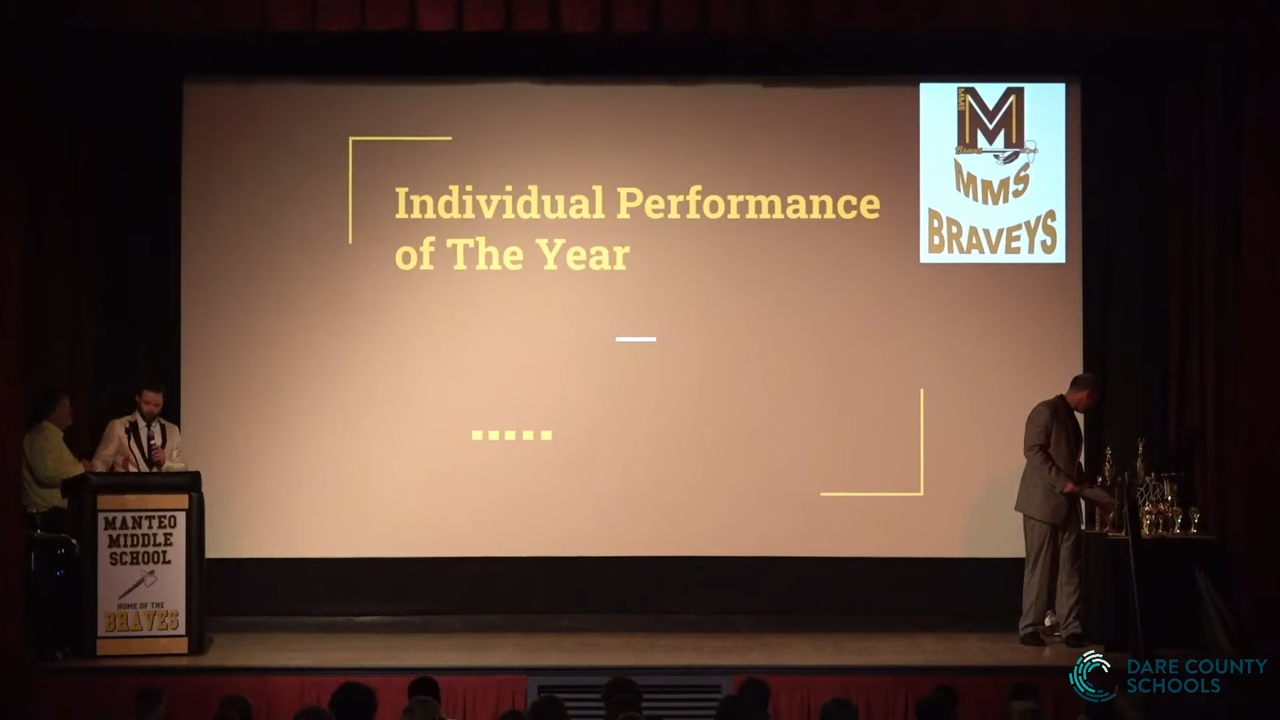 Individual Performance
of The Year
MMS
M
MMS
BRAVEYS
MANTEO
MIDDLE
SCHOOL
HOME OF THE
BRAVES
DARE COUNTY
SCHOOLS